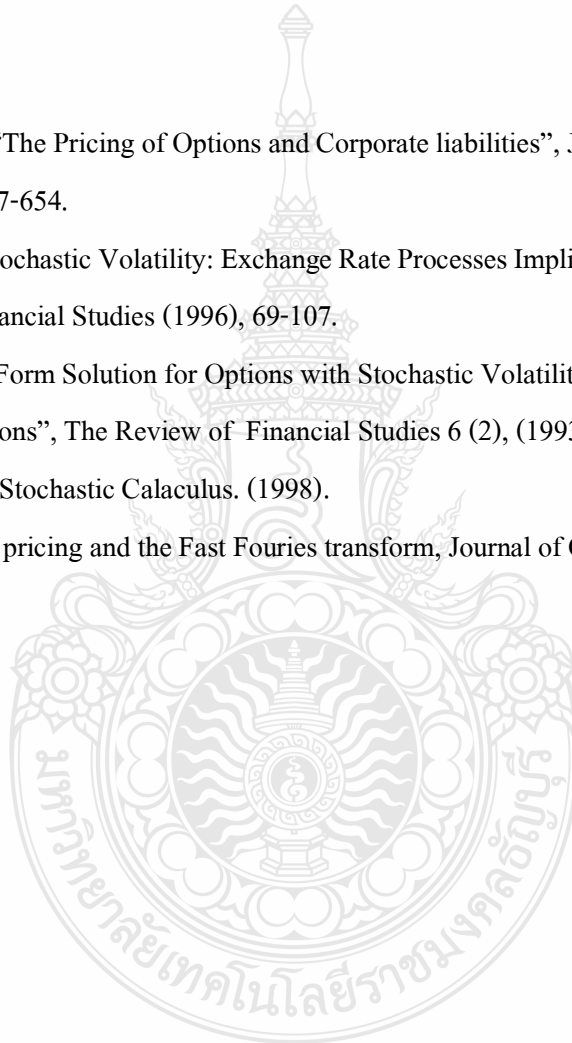 “The Pricing of Options and Corporate liabilities”, J
7-654.
ochastic Volatility: Exchange Rate Processes Impli
ancial Studies (1996), 69-107.
Form Solution for Options with Stochastic Volatilit
ons”, The Review of Financial Studies 6 (2), (1993
Stochastic Calaculus. (1998).
pricing and the Fast Fouries transform, Journal of
มหาวิทยาลัยเทคโนโลยีราชมงคลธัญบุรี